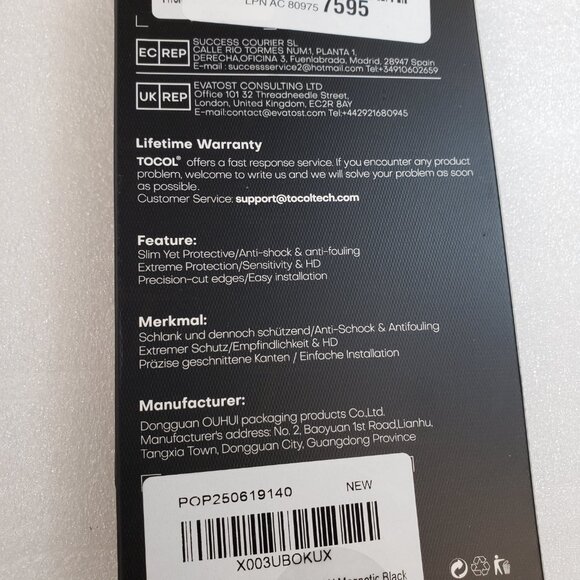 LPN AC 80975 7595
EC REP
SUCCESS COURIER SL
CALLE RIO TORMES NUM.1, PLANTA 1,
DERECHA,OFICINA 3, Fuenlabrada, Madrid, 28947 Spain
E-mail : successservice2@hotmail.com Tel:+34910602659
UK REP
EVATOST CONSULTING LTD
Office 101 32 Threadneedle Street,
London, United Kingdom, EC2R 8AY
E-mail:contact@evatost.com Tel:+442921680945
Lifetime Warranty
TOCOL® offers a fast response service. If you encounter any product
problem, welcome to write us and we will solve your problem as soon
as possible.
Customer Service: support@tocoltech.com
Feature:
Slim Yet Protective/Anti-shock & anti-fouling
Extreme Protection/Sensitivity & HD
Precision-cut edges/Easy installation
Merkmal:
Schlank und dennoch schützend/Anti-Schock & Antifouling
Extremer Schutz/Empfindlichkeit & HD
Präzise geschnittene Kanten / Einfache Installation
Manufacturer:
Dongguan OUHUI packaging products Co.,Ltd.
Manufacturer's address: No. 2, Baoyuan 1st Road,Lianhu,
Tangxia Town, Dongguan City, Guangdong Province
POP250619140 NEW
X003UBOKUX
Magnetic Black